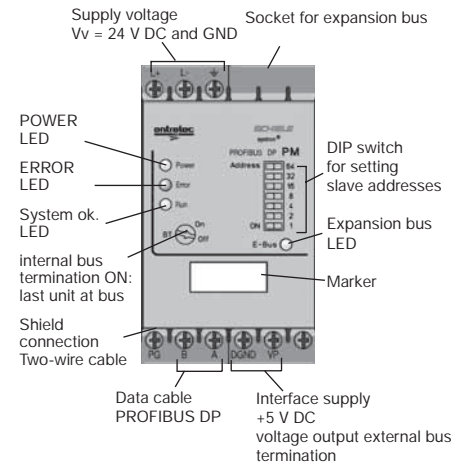 Supply voltage
Vv = 24 V DC and GND
Socket for expansion bus
L+ L-
entrelec
SCHIELE
systron®
PROFIBUS DP PM
Address
64
32
16
8
4
2
ON 1
Power
Error
Run
BT On
Off
E-Bus
POWER
LED
ERROR
LED
System ok.
LED
internal bus
termination ON:
last unit at bus
Shield
connection
Two-wire cable
DIP switch
for setting
slave addresses
Expansion bus
LED
Marker
PG B A DGND VP
Data cable
PROFIBUS DP
Interface supply
+5 V DC
voltage output external bus
termination